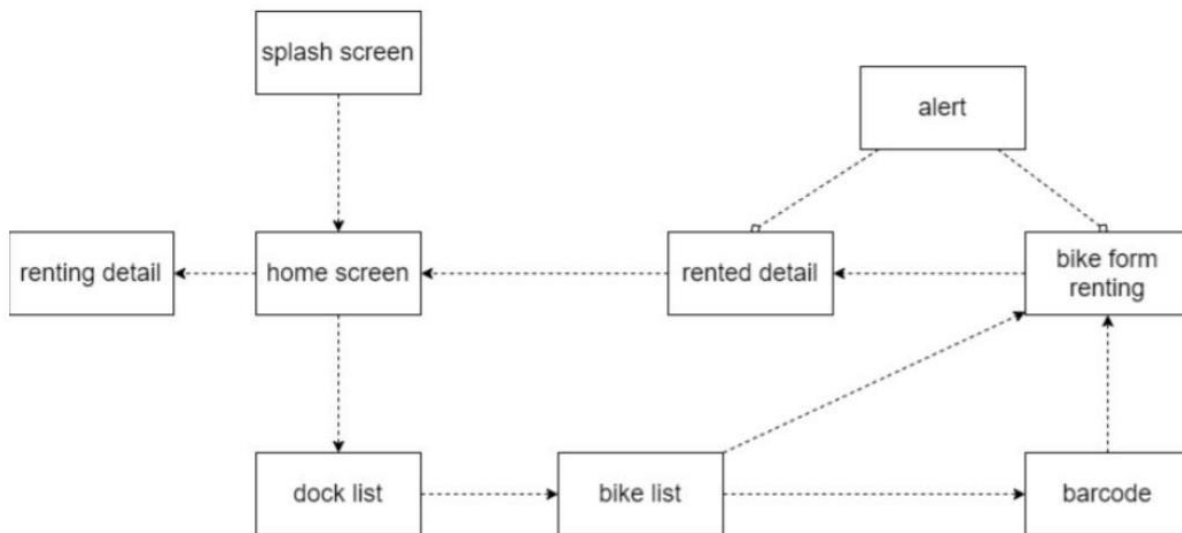 splash screen
alert
renting detail
home screen
rented detail
bike form
renting
dock list
bike list
barcode